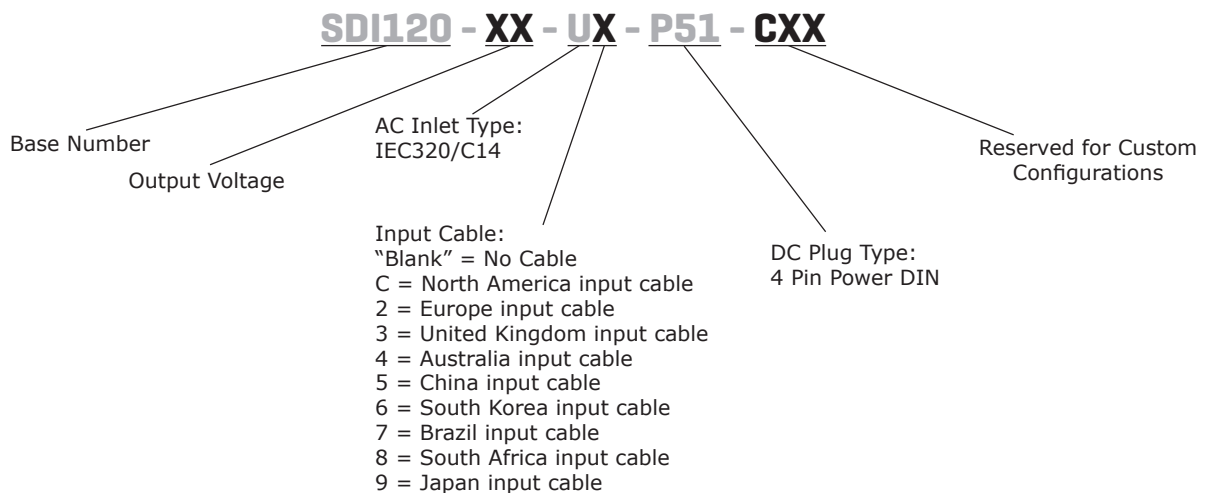 SDI120 - XX - UX - P51 - CXX
Base Number
Output Voltage
AC Inlet Type:
IEC320/C14
Input Cable:
“Blank” = No Cable
C = North America input cable
2 = Europe input cable
3 = United Kingdom input cable
4 = Australia input cable
5 = China input cable
6 = South Korea input cable
7 = Brazil input cable
8 = South Africa input cable
9 = Japan input cable
DC Plug Type:
4 Pin Power DIN
Reserved for Custom
Configurations